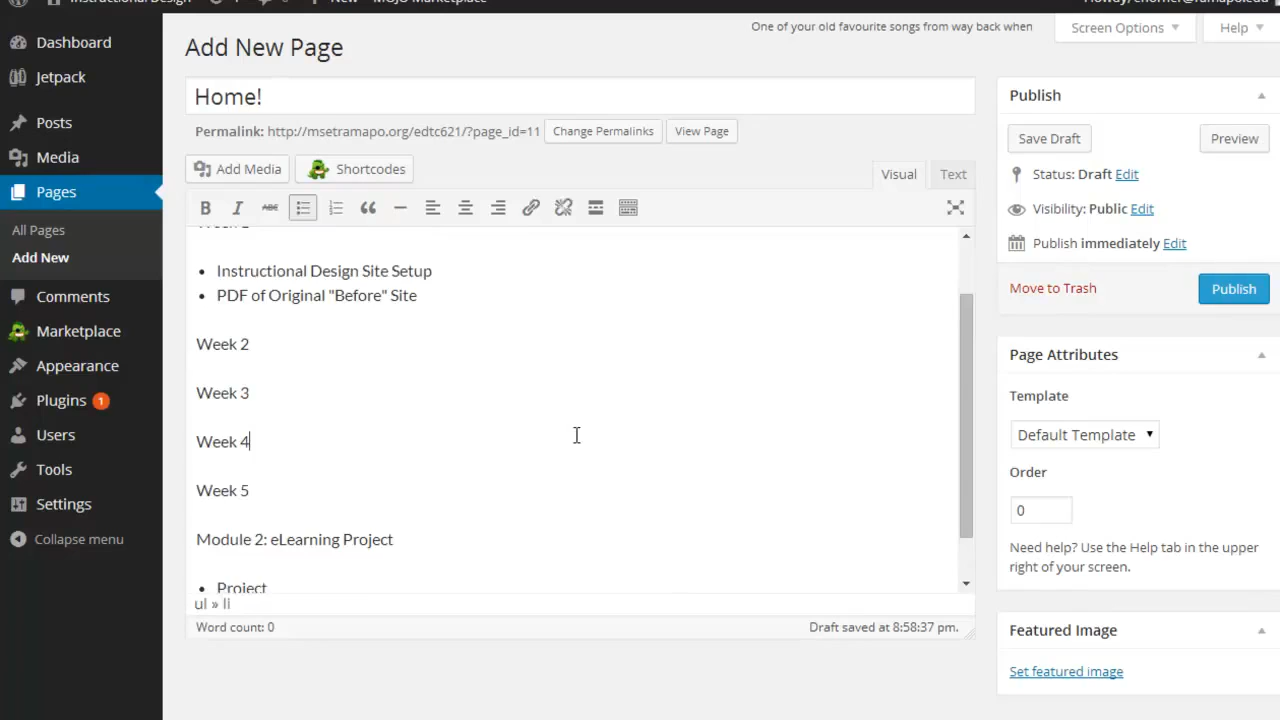 Instructional Design
New
MOJO Marketplace
One of your old favourite songs from way back when
Screen Options
Help
Dashboard
Jetpack
Posts
Media
Pages
All Pages
Add New
Comments
Marketplace
Appearance
Plugins 1
Users
Tools
Settings
Collapse menu
Add New Page
Home!
Permalink: http://msetramapo.org/edtc621/?page_id=11 Change Permalinks View Page
Add Media Shortcodes
Visual Text
B I ABC
Instructional Design Site Setup
PDF of Original "Before" Site
Week 2
Week 3
Week 4
Week 5
Module 2: eLearning Project
Project
ul » li
Word count: 0 Draft saved at 8:58:37 pm.
Publish
Save Draft Preview
Status: Draft Edit
Visibility: Public Edit
Publish immediately Edit
Move to Trash Publish
Page Attributes
Template
Default Template
Order
0
Need help? Use the Help tab in the upper
right of your screen.
Featured Image
Set featured image